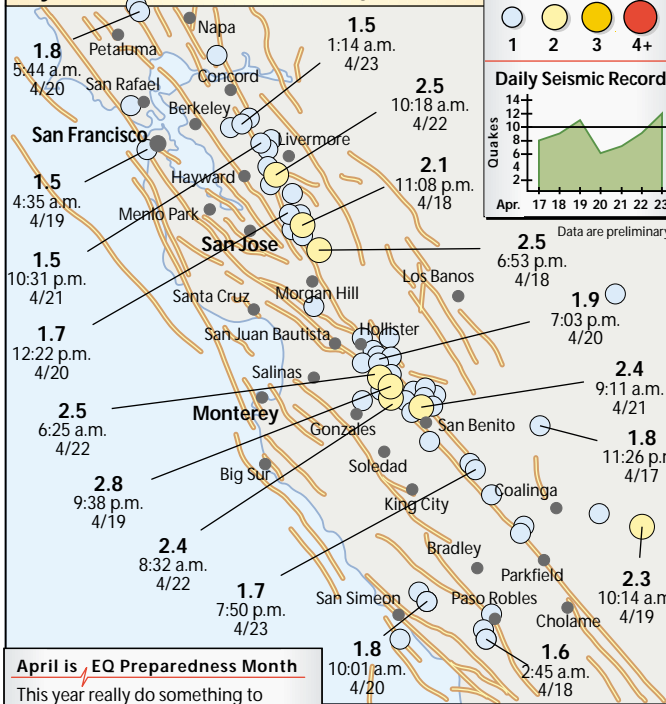 Napa
Petaluma
1.8
5:44 a.m.
4/20
San Rafael
Concord
Berkeley
San Francisco
Livermore
Hayward
Menlo Park
San Jose
1.5
1:14 a.m.
4/23
2.5
10:18 a.m.
4/22
2.1
11:08 p.m.
4/18
1.5
4:35 a.m.
4/19
1.5
10:31 p.m.
4/21
1.7
12:22 p.m.
4/20
1 2 3 4+
Daily Seismic Record
Quakes
14
12
10
8
6
4
2
Apr. 17 18 19 20 21 22 23
Data are preliminary
2.5
6:53 p.m.
4/18
Los Banos
Morgan Hill
Santa Cruz
1.9
7:03 p.m.
4/20
San Juan Bautista
Hollister
Salinas
2.4
9:11 a.m.
4/21
2.5
6:25 a.m.
4/22
Monterey
Gonzales
San Benito
1.8
11:26 p.m.
4/17
Soledad
Big Sur
2.8
9:38 p.m.
4/19
King City
Coalinga
2.4
8:32 a.m.
4/22
Bradley
Parkfield
2.3
10:14 a.m.
4/19
1.7
7:50 p.m.
4/23
San Simeon
Paso Robles
Cholame
1.8
10:01 a.m.
4/20
1.6
2:45 a.m.
4/18
April is EQ Preparedness Month
This year really do something to